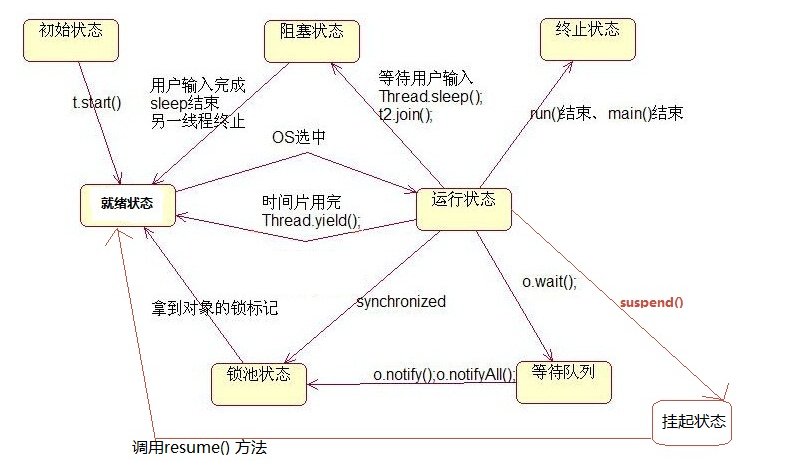 初始状态
阻塞状态
终止状态
t.start()
用户输入完成
sleep结束
另一线程终止
等待用户输入
Thread.sleep();
t2.join();
run()结束、main()结束
OS选中
就绪状态
时间片用完
Thread.yield();
运行状态
拿到对象的锁标记
synchronized
o.wait();
suspend()
锁池状态
o.notify();o.notifyAll();
等待队列
挂起状态
调用resume() 方法